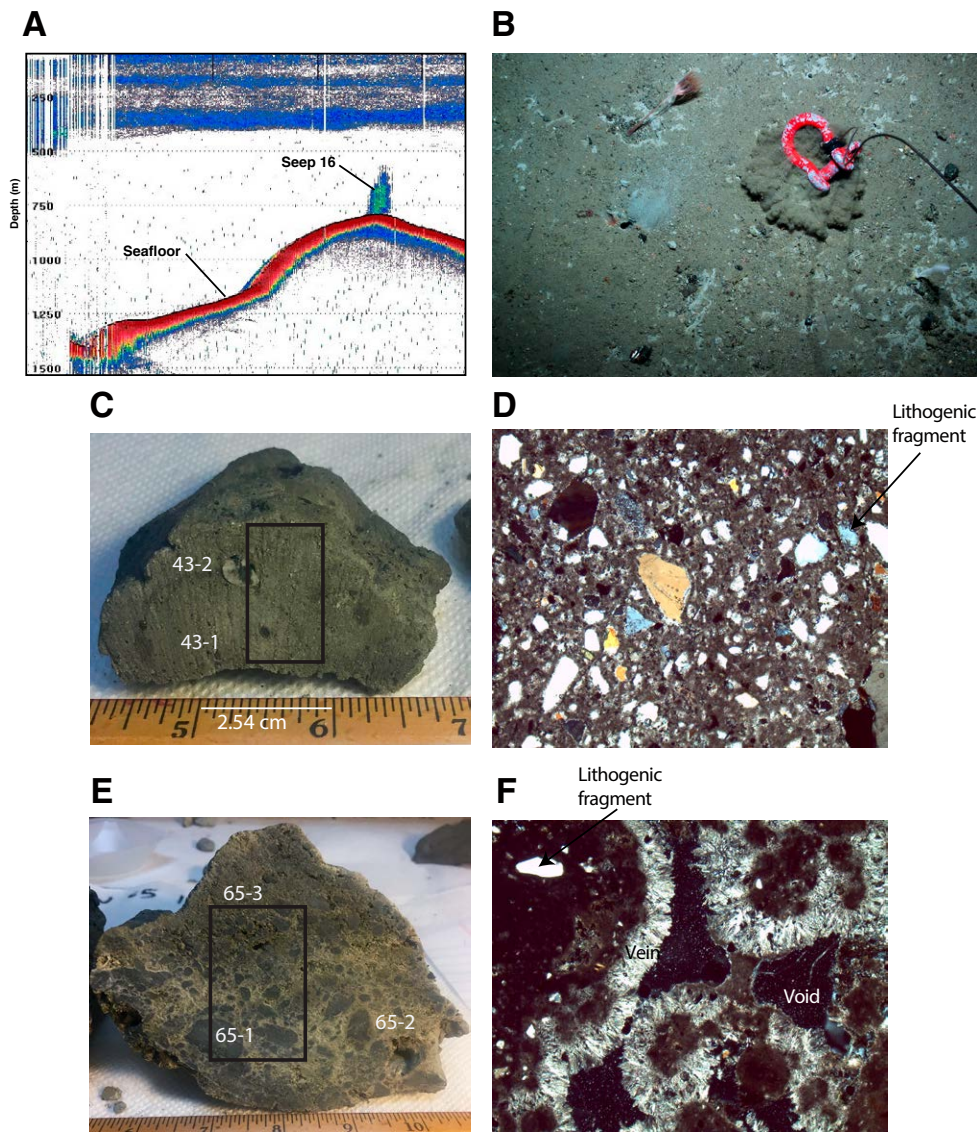 A
B
250
500
Seep 16
750
Depth (m)
Seafloor
1000
1250
1500
C
D
Lithogenic
fragment
43-2
43-1
5
6
7
2.54 cm
E
Lithogenic
fragment
F
65-3
65-1
65-2
Vein
Void
7
8
9
10